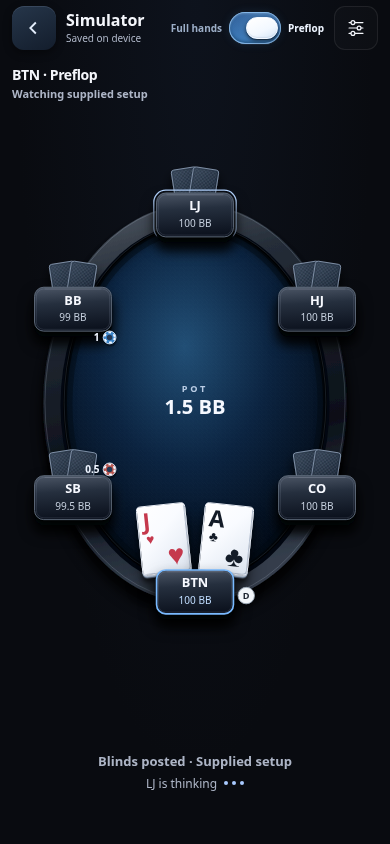 Simulator
Saved on device
Full hands
Preflop
BTN · Preflop
Watching supplied setup
LJ
100 BB
BB
99 BB
HJ
100 BB
1
POT
1.5 BB
0.5
SB
99.5 BB
CO
100 BB
J
A
BTN
100 BB
D
Blinds posted · Supplied setup
LJ is thinking